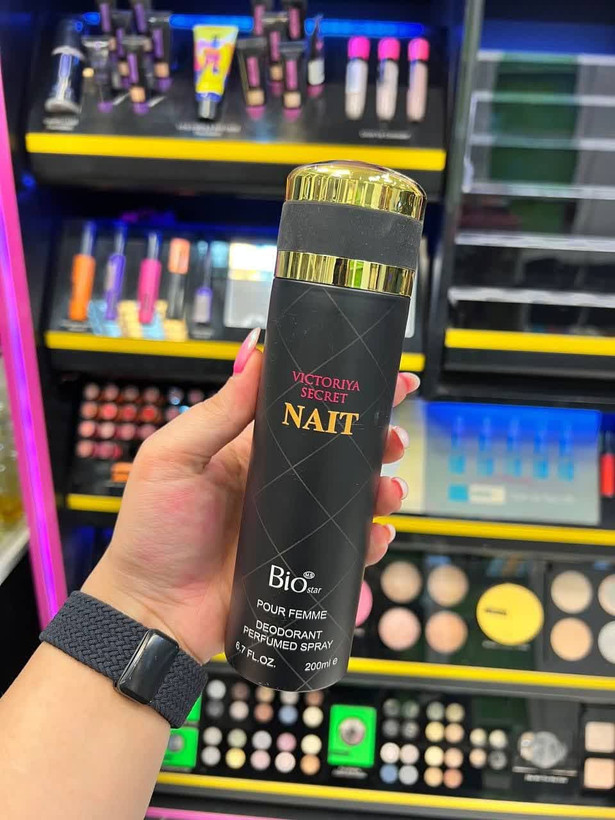 VICTORIYA
SECRET
NAIT
Bio star
POUR FEMME
DEODORANT
PERFUMED SPRAY
6.7 FL.OZ. 200ml e